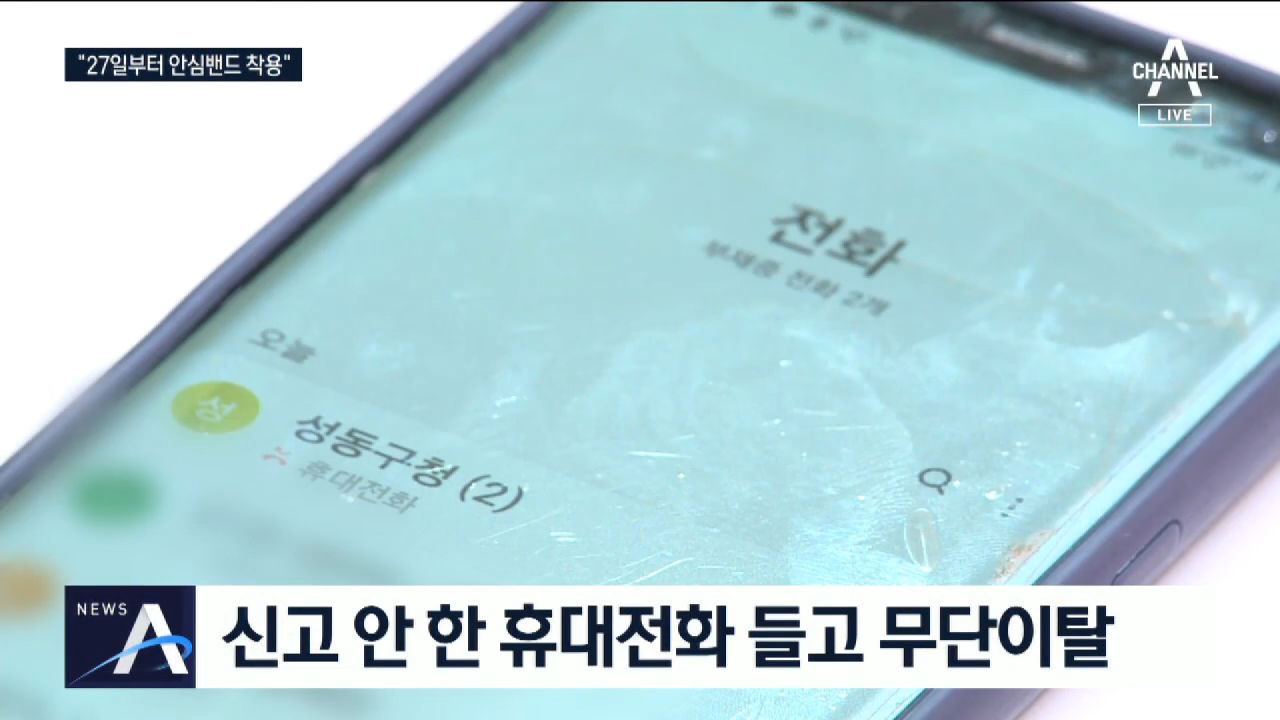 "27일부터 안심밴드 착용"
CHANNEL A
LIVE
전화
부재중 전화 2개
오늘
성
성동구청 (2)
휴대전화
NEWS A
신고 안 한 휴대전화 들고 무단이탈